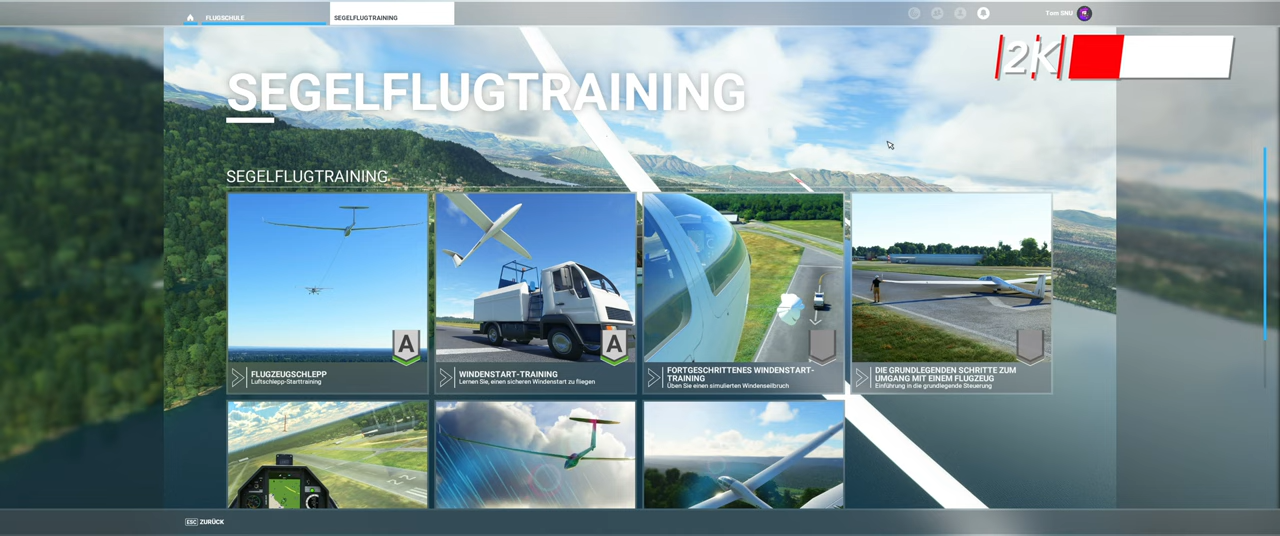 FLUGSCHULE
SEGELFLUGTRAINING
Tom SNU
2K
SEGELFLUGTRAINING
SEGELFLUGTRAINING
A
A
FLUGZEUGSCHLEPP
Luftschlepp-Starttraining
WINDENSTART-TRAINING
Lernen Sie, einen sicheren Windenstart zu fliegen
FORTGESCHRITTENES WINDENSTART-
TRAINING
Üben Sie einen simulierten Windenseilbruch
DIE GRUNDLEGENDEN SCHRITTE ZUM
UMGANG MIT EINEM FLUGZEUG
Einführung in die grundlegende Steuerung
ESC ZURÜCK